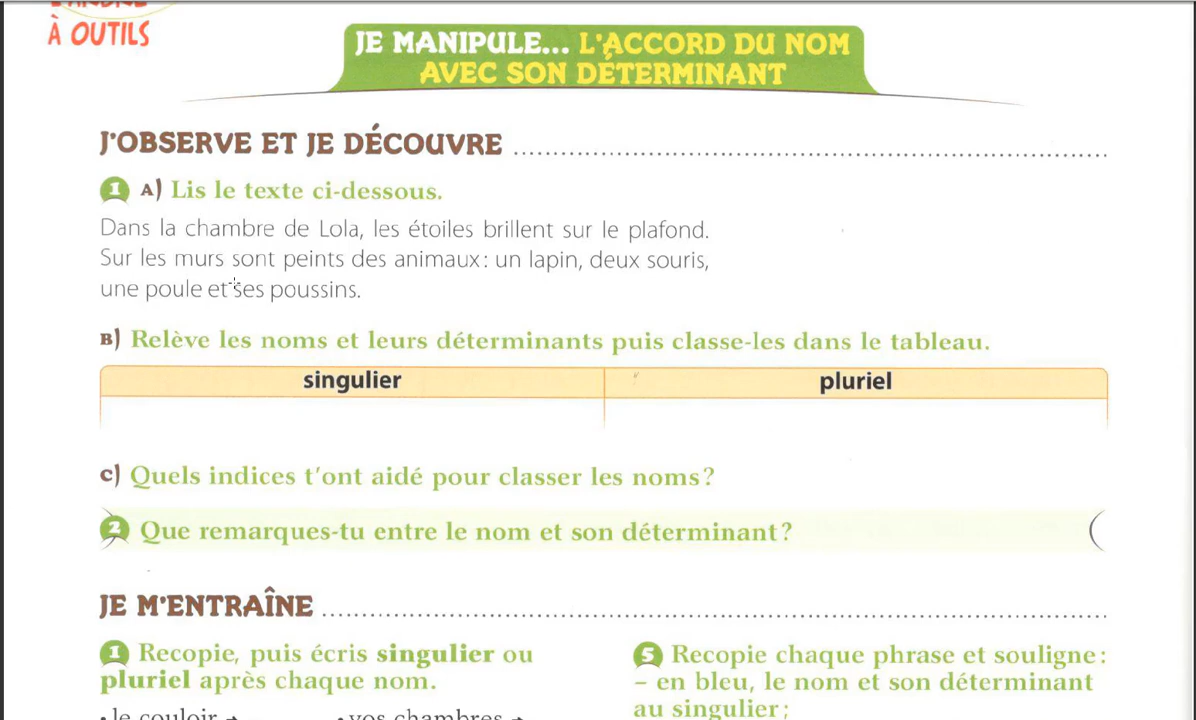 À OUTILS
JE MANIPULE... L'ACCORD DU NOM
AVEC SON DÉTERMINANT
J'OBSERVE ET JE DÉCOUVRE
1 A) Lis le texte ci-dessous.
Dans la chambre de Lola, les étoiles brillent sur le plafond.
Sur les murs sont peints des animaux : un lapin, deux souris,
une poule et ses poussins.
B) Relève les noms et leurs déterminants puis classe-les dans le tableau.
singulier pluriel
C) Quels indices t'ont aidé pour classer les noms ?
2 Que remarques-tu entre le nom et son déterminant ?
JE M'ENTRAÎNE
1 Recopie, puis écris singulier ou
pluriel après chaque nom.
• le couloir → • vos chambres →
5 Recopie chaque phrase et souligne :
– en bleu, le nom et son déterminant
au singulier ;